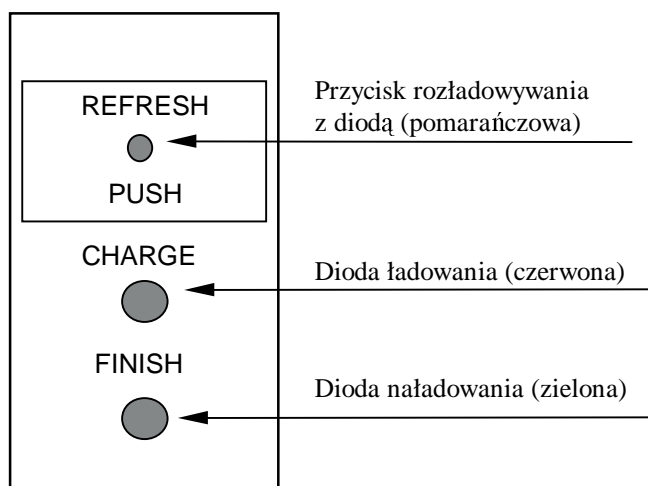 REFRESH
PUSH
CHARGE
FINISH
Przycisk rozładowywania
z diodą (pomarańczowa)
Dioda ładowania (czerwona)
Dioda naładowania (zielona)